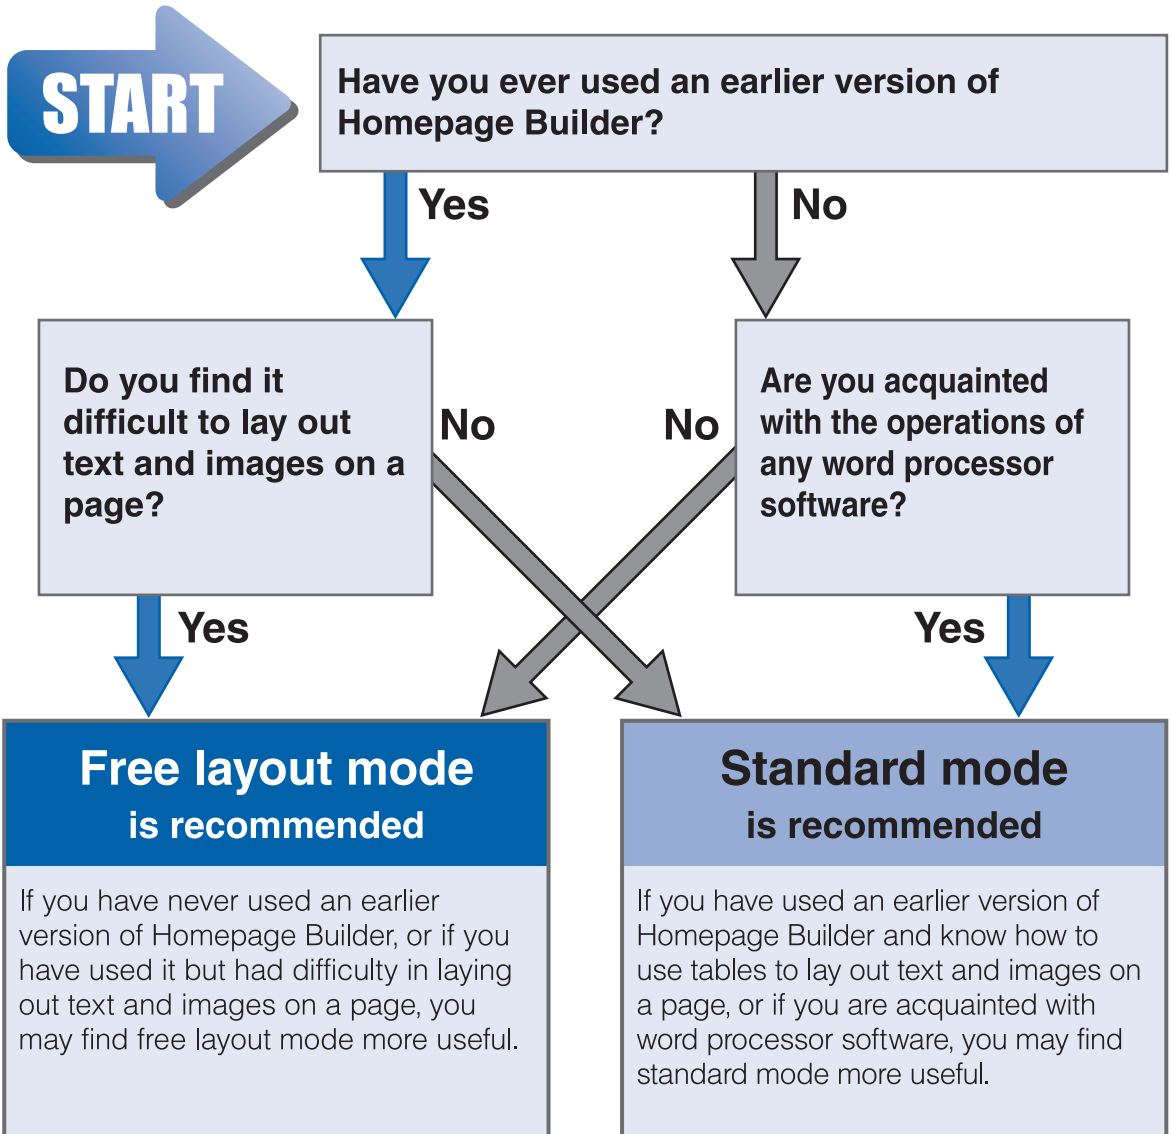 START
Have you ever used an earlier version of
Homepage Builder?
Yes
No
Do you find it
difficult to lay out
text and images on a
page?
No
No
Are you acquainted
with the operations of
any word processor
software?
Yes
Yes
Free layout mode
is recommended
If you have never used an earlier
version of Homepage Builder, or if you
have used it but had difficulty in laying
out text and images on a page, you
may find free layout mode more useful.
Standard mode
is recommended
If you have used an earlier version of
Homepage Builder and know how to
use tables to lay out text and images on
a page, or if you are acquainted with
word processor software, you may find
standard mode more useful.